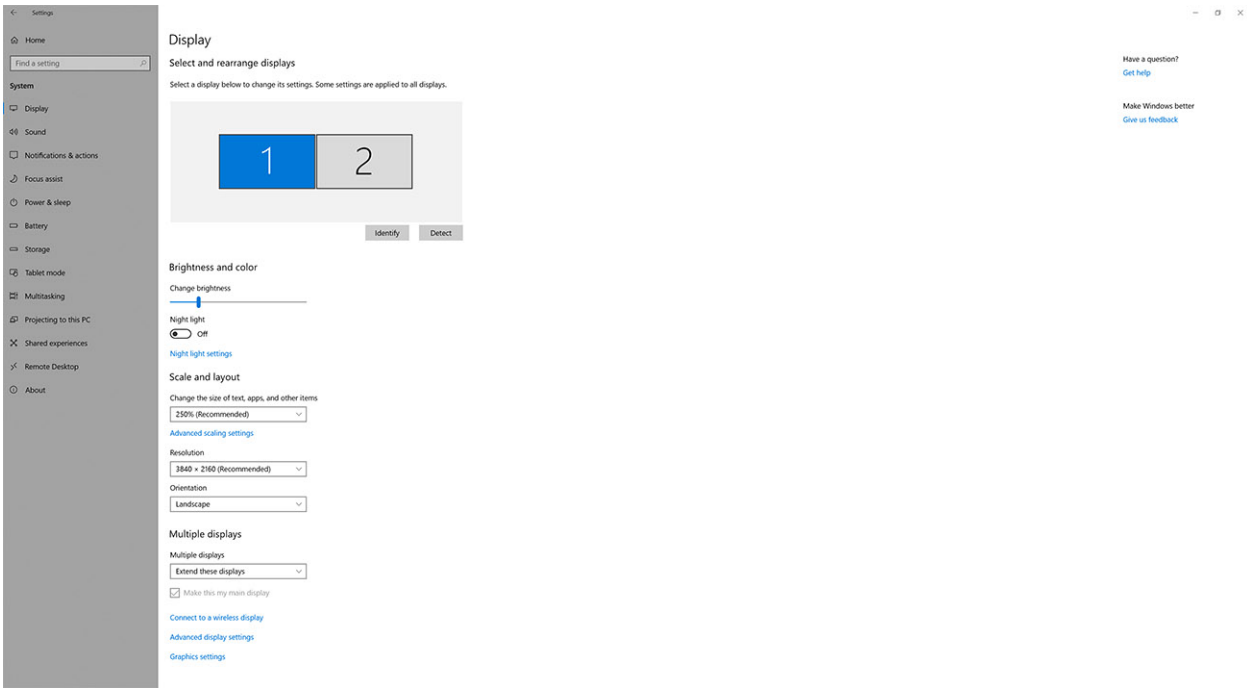 Settings
Home
Find a setting
System
Display
Sound
Notifications & actions
Focus assist
Power & sleep
Battery
Storage
Tablet mode
Multitasking
Projecting to this PC
Shared experiences
Remote Desktop
About
Display
Select and rearrange displays
Select a display below to change its settings. Some settings are applied to all displays.
1 2
Identify Detect
Brightness and color
Change brightness
Night light
Off
Night light settings
Scale and layout
Change the size of text, apps, and other items
250% (Recommended)
Advanced scaling settings
Resolution
3840 × 2160 (Recommended)
Orientation
Landscape
Multiple displays
Multiple displays
Extend these displays
Make this my main display
Connect to a wireless display
Advanced display settings
Graphics settings
Have a question?
Get help
Make Windows better
Give us feedback